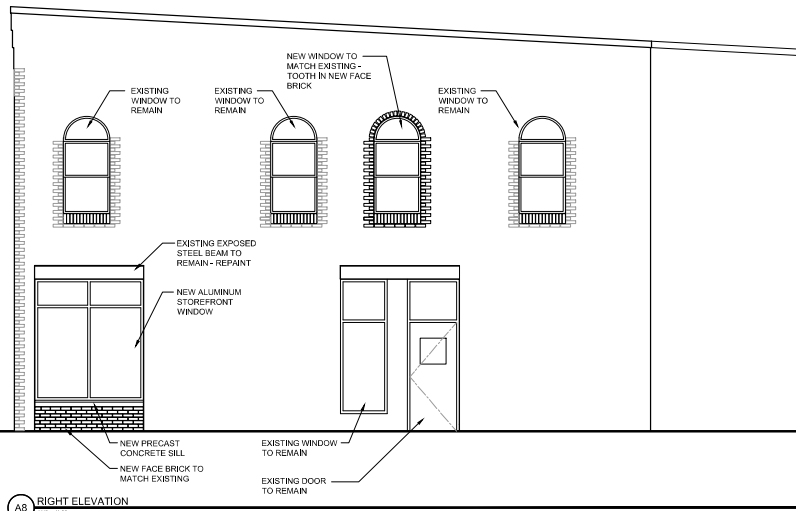 NEW WINDOW TO
MATCH EXISTING -
TOOTH IN NEW FACE
BRICK
EXISTING
WINDOW TO
REMAIN
EXISTING
WINDOW TO
REMAIN
EXISTING
WINDOW TO
REMAIN
EXISTING EXPOSED
STEEL BEAM TO
REMAIN - REPAINT
NEW ALUMINUM
STOREFRONT
WINDOW
NEW PRECAST
CONCRETE SILL
NEW FACE BRICK TO
MATCH EXISTING
EXISTING WINDOW
TO REMAIN
EXISTING DOOR
TO REMAIN
A8
RIGHT ELEVATION